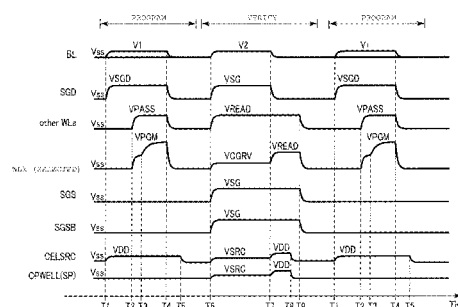 PROGRAM VERIFY PROGRAM
BL Vss V1 V2 V1
SGD Vss VSGD VSG VSGD
other WLs Vss VPASS VREAD VPASS
Vss VPGM VCGRV VREAD VPGM
SGS Vss VSG
SGSB Vss VSG
CELSRC Vss VDD VSRC VDD VDD
CPWELL(SP) Vss VSRC VDD
T1 T2 T3 T4 T5 T6 T7 T8 T9 T1 T2 T3 T4 T5